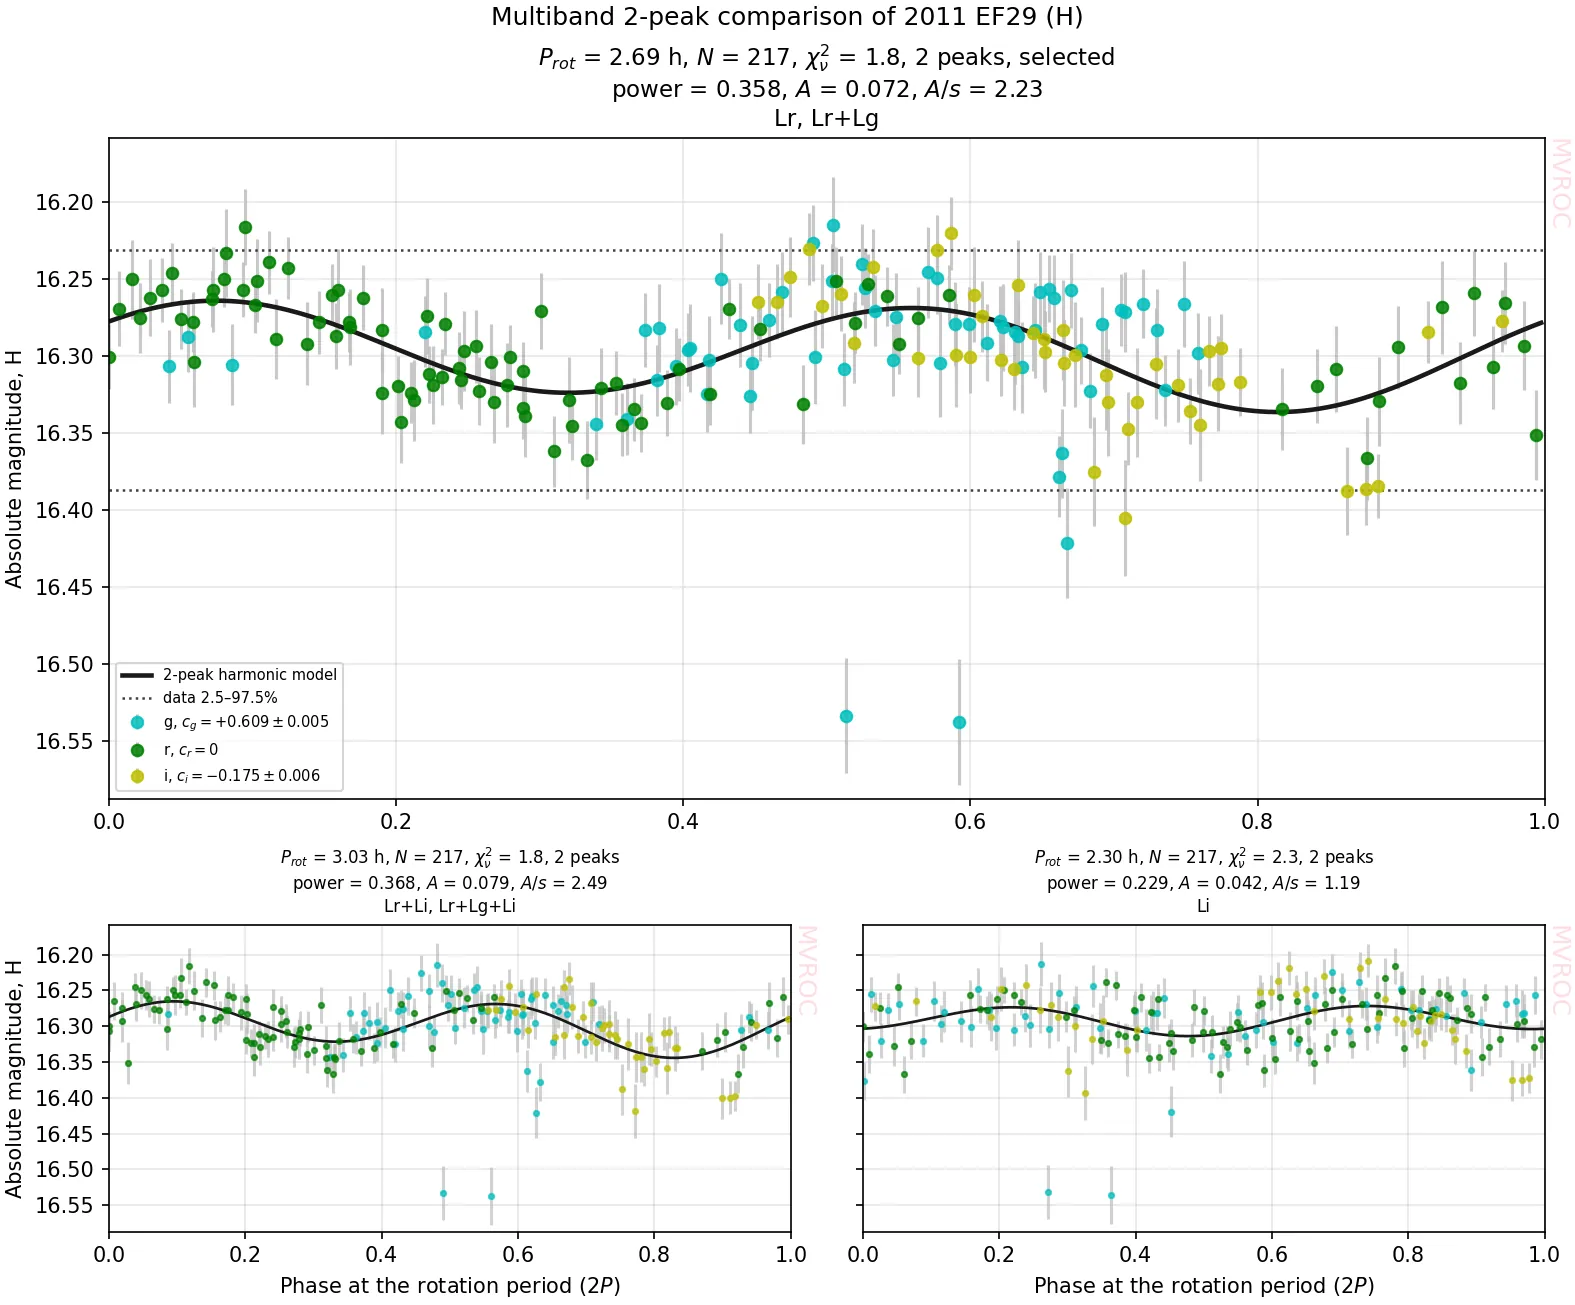 Multiband 2-peak comparison of 2011 EF29 (H)
P_rot = 2.69 h, N = 217, χ²_ν = 1.8, 2 peaks, selected
power = 0.358, A = 0.072, A/s = 2.23
Lr, Lr+Lg
MVROC
Absolute magnitude, H
16.20
16.25
16.30
16.35
16.40
16.45
16.50
16.55
2-peak harmonic model
data 2.5–97.5%
g, c_g = +0.609 ± 0.005
r, c_r = 0
i, c_i = −0.175 ± 0.006
0.0 0.2 0.4 0.6 0.8 1.0
P_rot = 3.03 h, N = 217, χ²_ν = 1.8, 2 peaks
power = 0.368, A = 0.079, A/s = 2.49
Lr+Li, Lr+Lg+Li
MVROC
Absolute magnitude, H
16.20
16.25
16.30
16.35
16.40
16.45
16.50
16.55
0.0 0.2 0.4 0.6 0.8 1.0
Phase at the rotation period (2P)
P_rot = 2.30 h, N = 217, χ²_ν = 2.3, 2 peaks
power = 0.229, A = 0.042, A/s = 1.19
Li
MVROC
0.0 0.2 0.4 0.6 0.8 1.0
Phase at the rotation period (2P)